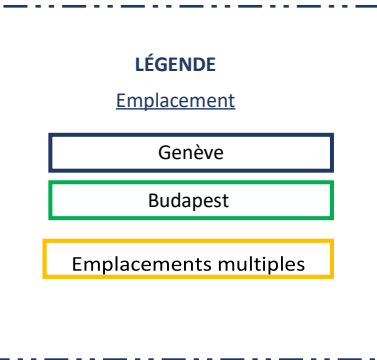 LÉGENDE
Emplacement
Genève
Budapest
Emplacements multiples